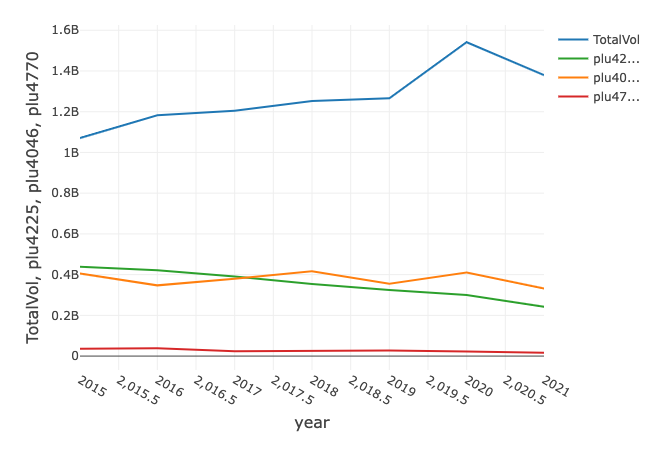 1.6B
1.4B
1.2B
1B
0.8B
0.6B
0.4B
0.2B
0
TotalVol, plu4225, plu4046, plu4770
2015
2,015.5
2016
2,016.5
2017
2,017.5
2018
2,018.5
2019
2,019.5
2020
2,020.5
2021
year
TotalVol
plu42...
plu40...
plu47...